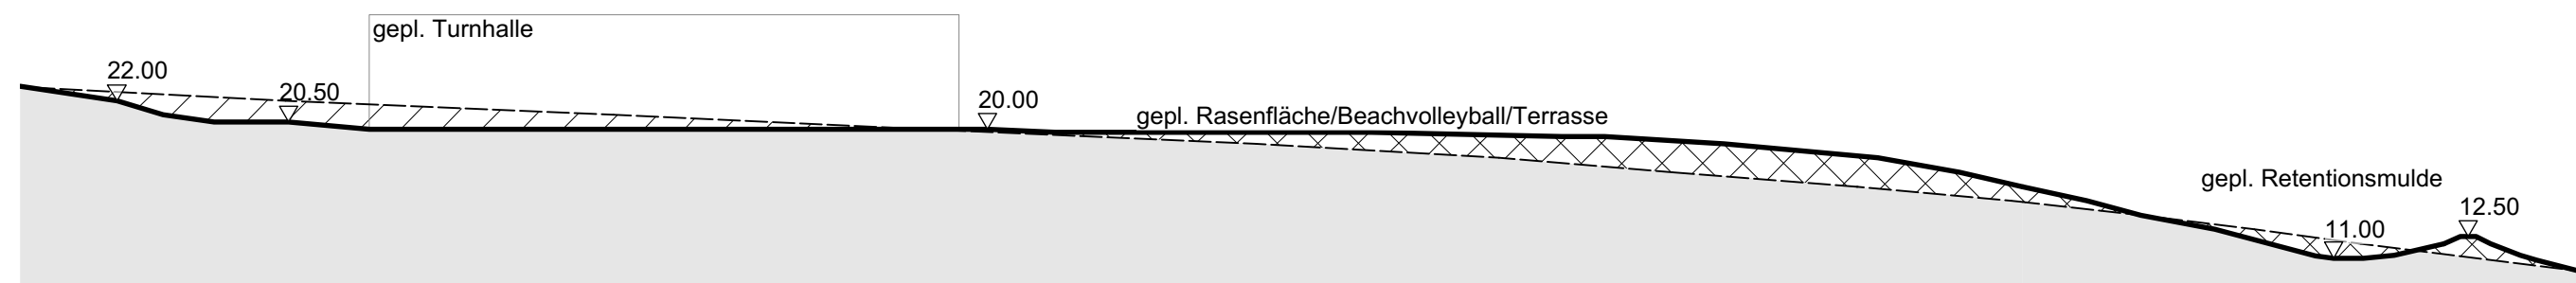 gepl. Turnhalle
22.00
20.50
20.00
gepl. Rasenfläche/Beachvolleyball/Terrasse
gepl. Retentionsmulde
12.50
11.00